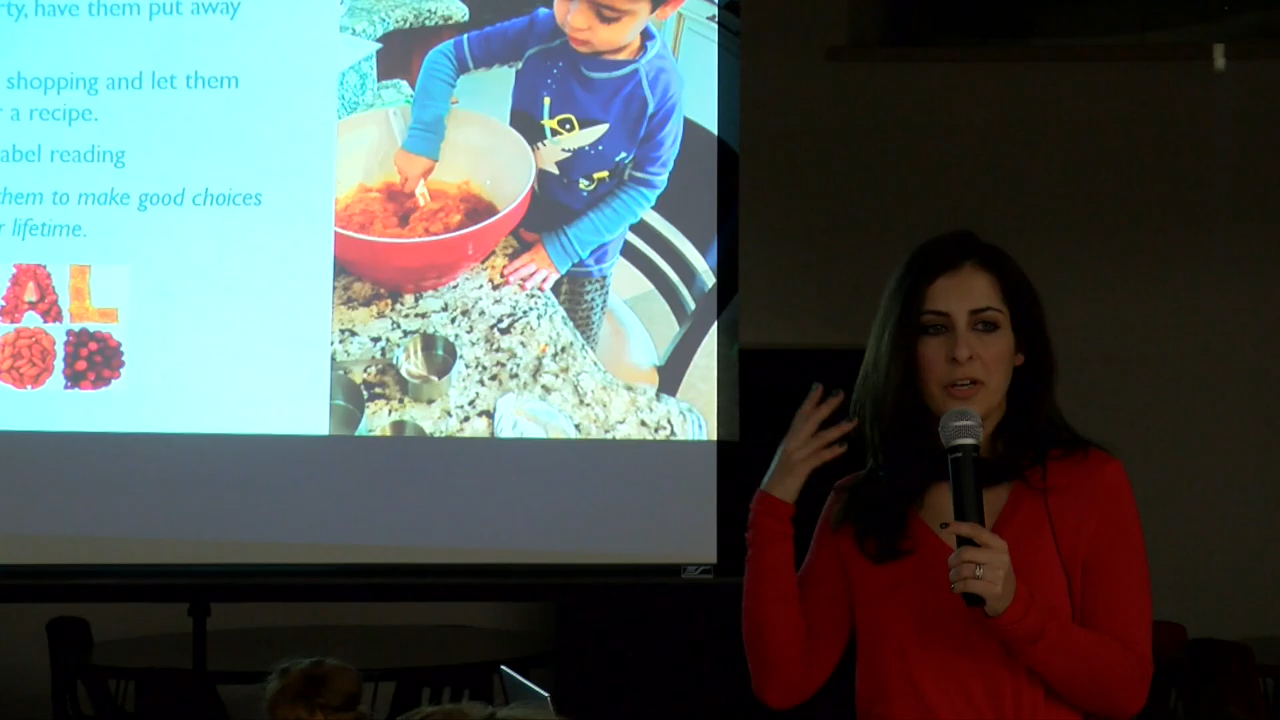 rty, have them put away
shopping and let them
r a recipe.
abel reading
them to make good choices
r lifetime.
AL